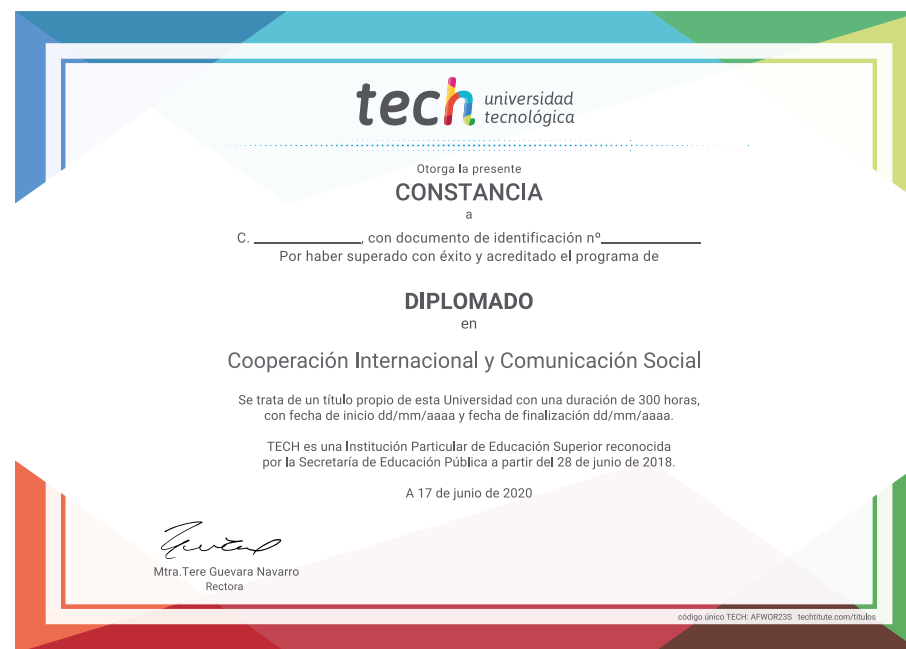 tech universidad
tecnológica
Otorga la presente
CONSTANCIA
a
C. ____________, con documento de identificación nº___________
Por haber superado con éxito y acreditado el programa de
DIPLOMADO
en
Cooperación Internacional y Comunicación Social
Se trata de un título propio de esta Universidad con una duración de 300 horas,
con fecha de inicio dd/mm/aaaa y fecha de finalización dd/mm/aaaa.
TECH es una Institución Particular de Educación Superior reconocida
por la Secretaría de Educación Pública a partir del 28 de junio de 2018.
A 17 de junio de 2020
Mtra.Tere Guevara Navarro
Rectora
código único TECH: AFWOR23S techtitute.com/titulos